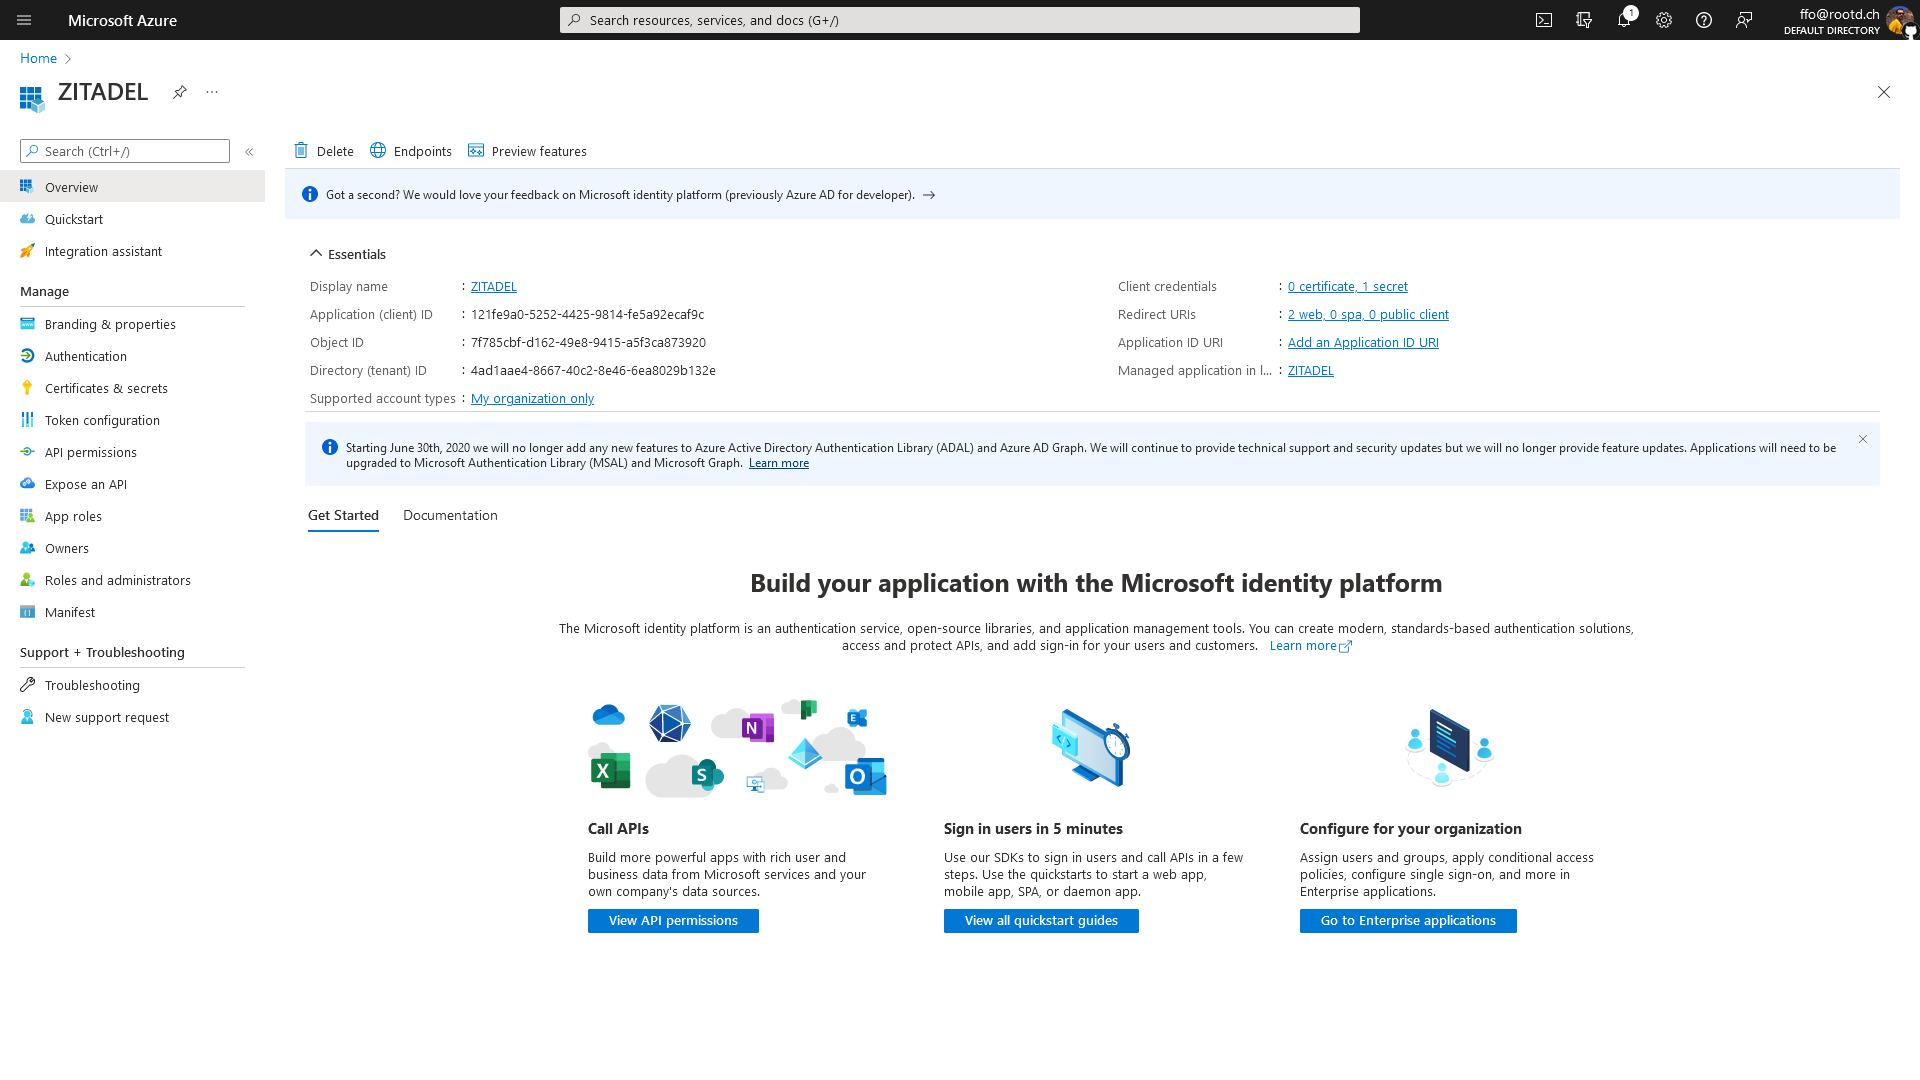 Microsoft Azure
Search resources, services, and docs (G+/)
1
ffo@rootd.ch
DEFAULT DIRECTORY
Home
ZITADEL
Search (Ctrl+/)
Overview
Quickstart
Integration assistant
Manage
Branding & properties
Authentication
Certificates & secrets
Token configuration
API permissions
Expose an API
App roles
Owners
Roles and administrators
Manifest
Support + Troubleshooting
Troubleshooting
New support request
Delete
Endpoints
Preview features
Got a second? We would love your feedback on Microsoft identity platform (previously Azure AD for developer).
Essentials
Display name : ZITADEL
Application (client) ID : 121fe9a0-5252-4425-9814-fe5a92ecaf9c
Object ID : 7f785cbf-d162-49e8-9415-a5f3ca873920
Directory (tenant) ID : 4ad1aae4-8667-40c2-8e46-6ea8029b132e
Supported account types : My organization only
Client credentials : 0 certificate, 1 secret
Redirect URIs : 2 web, 0 spa, 0 public client
Application ID URI : Add an Application ID URI
Managed application in l... : ZITADEL
Starting June 30th, 2020 we will no longer add any new features to Azure Active Directory Authentication Library (ADAL) and Azure AD Graph. We will continue to provide technical support and security updates but we will no longer provide feature updates. Applications will need to be
upgraded to Microsoft Authentication Library (MSAL) and Microsoft Graph. Learn more
Get Started
Documentation
Build your application with the Microsoft identity platform
The Microsoft identity platform is an authentication service, open-source libraries, and application management tools. You can create modern, standards-based authentication solutions,
access and protect APIs, and add sign-in for your users and customers. Learn more
N
E
X
S
O
Call APIs
Build more powerful apps with rich user and
business data from Microsoft services and your
own company's data sources.
View API permissions
Sign in users in 5 minutes
Use our SDKs to sign in users and call APIs in a few
steps. Use the quickstarts to start a web app,
mobile app, SPA, or daemon app.
View all quickstart guides
Configure for your organization
Assign users and groups, apply conditional access
policies, configure single sign-on, and more in
Enterprise applications.
Go to Enterprise applications